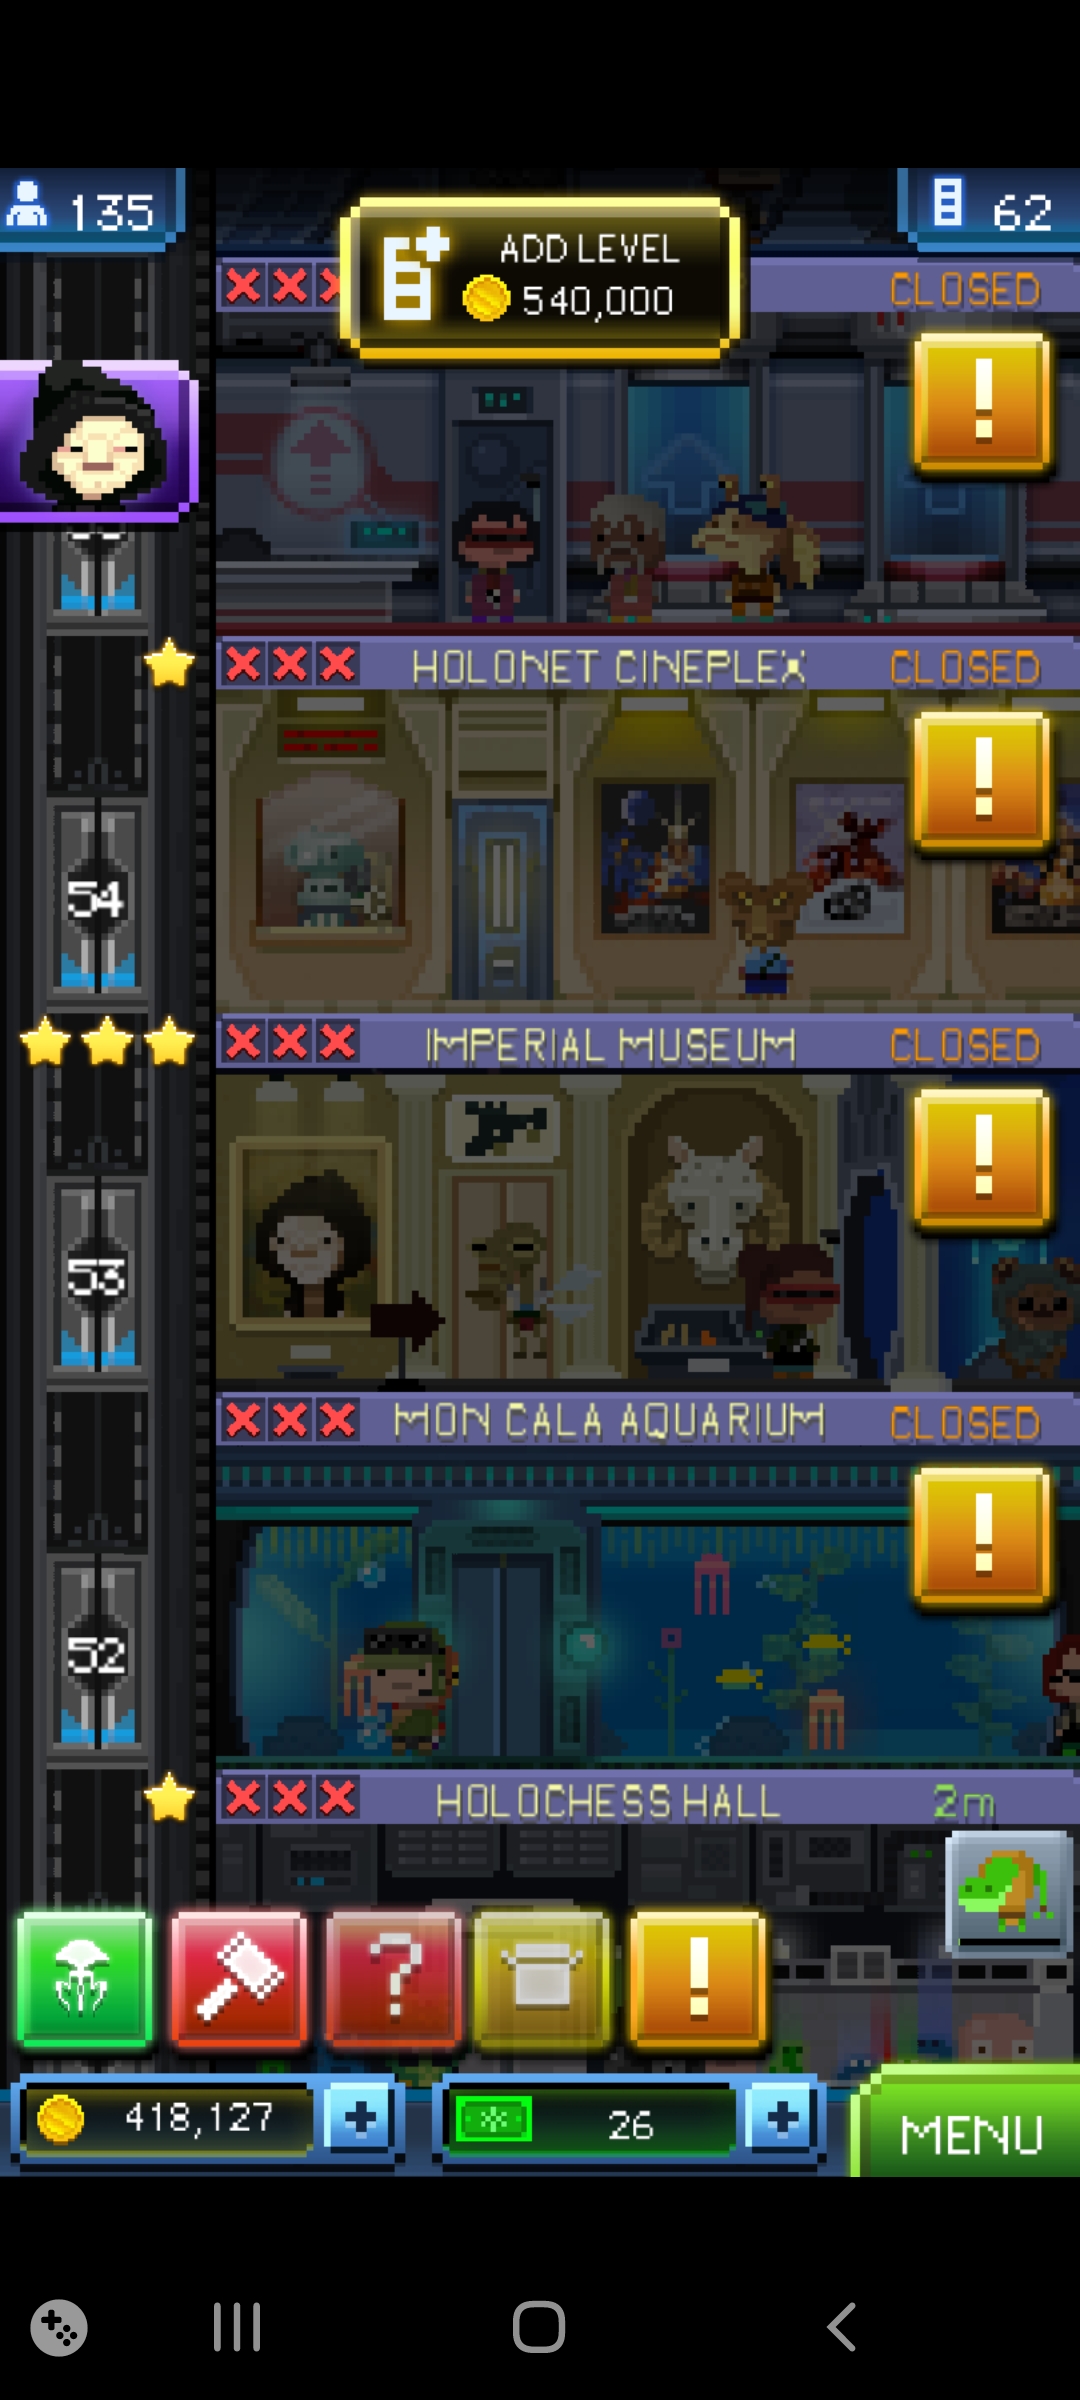 135
ADD LEVEL
540,000
62
CLOSED
HOLONET CINEPLEX
CLOSED
54
IMPERIAL MUSEUM
CLOSED
53
MON CALA AQUARIUM
CLOSED
52
HOLOCHESS HALL
2m
?
!
418,127
26
MENU